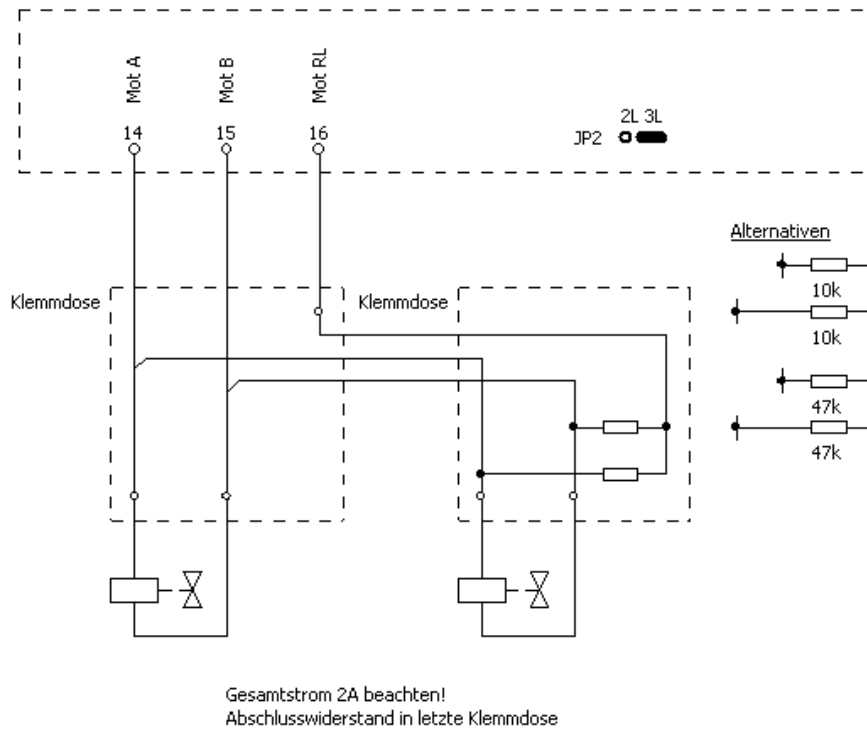 Mot A
Mot B
Mot RL
14
15
16
2L 3L
JP2
Alternativen
10k
10k
47k
47k
Klemmdose
Klemmdose
Gesamtstrom 2A beachten!
Abschlusswiderstand in letzte Klemmdose